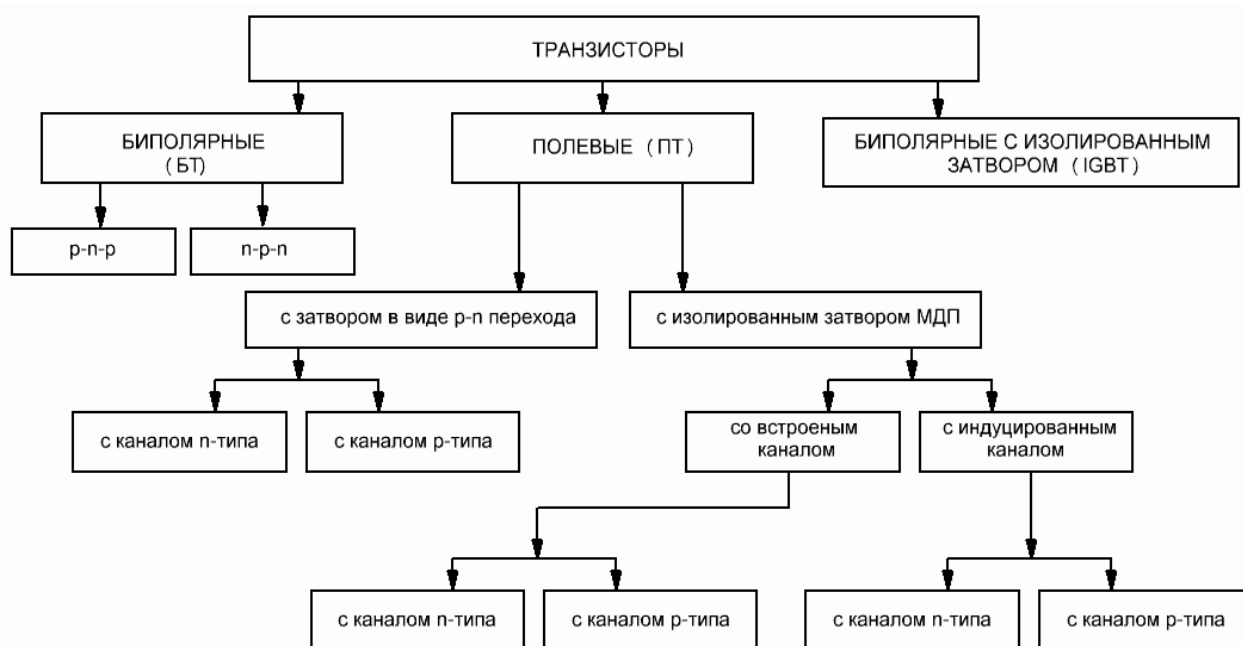 ТРАНЗИСТОРЫ
БИПОЛЯРНЫЕ
( БТ)
ПОЛЕВЫЕ ( ПТ )
БИПОЛЯРНЫЕ С ИЗОЛИРОВАННЫМ
ЗАТВОРОМ ( IGBT )
p-n-p
n-p-n
с затвором в виде p-n перехода
с изолированным затвором МДП
с каналом n-типа
с каналом p-типа
со встроеным
каналом
с индуцированным
каналом
с каналом n-типа
с каналом p-типа
с каналом n-типа
с каналом p-типа